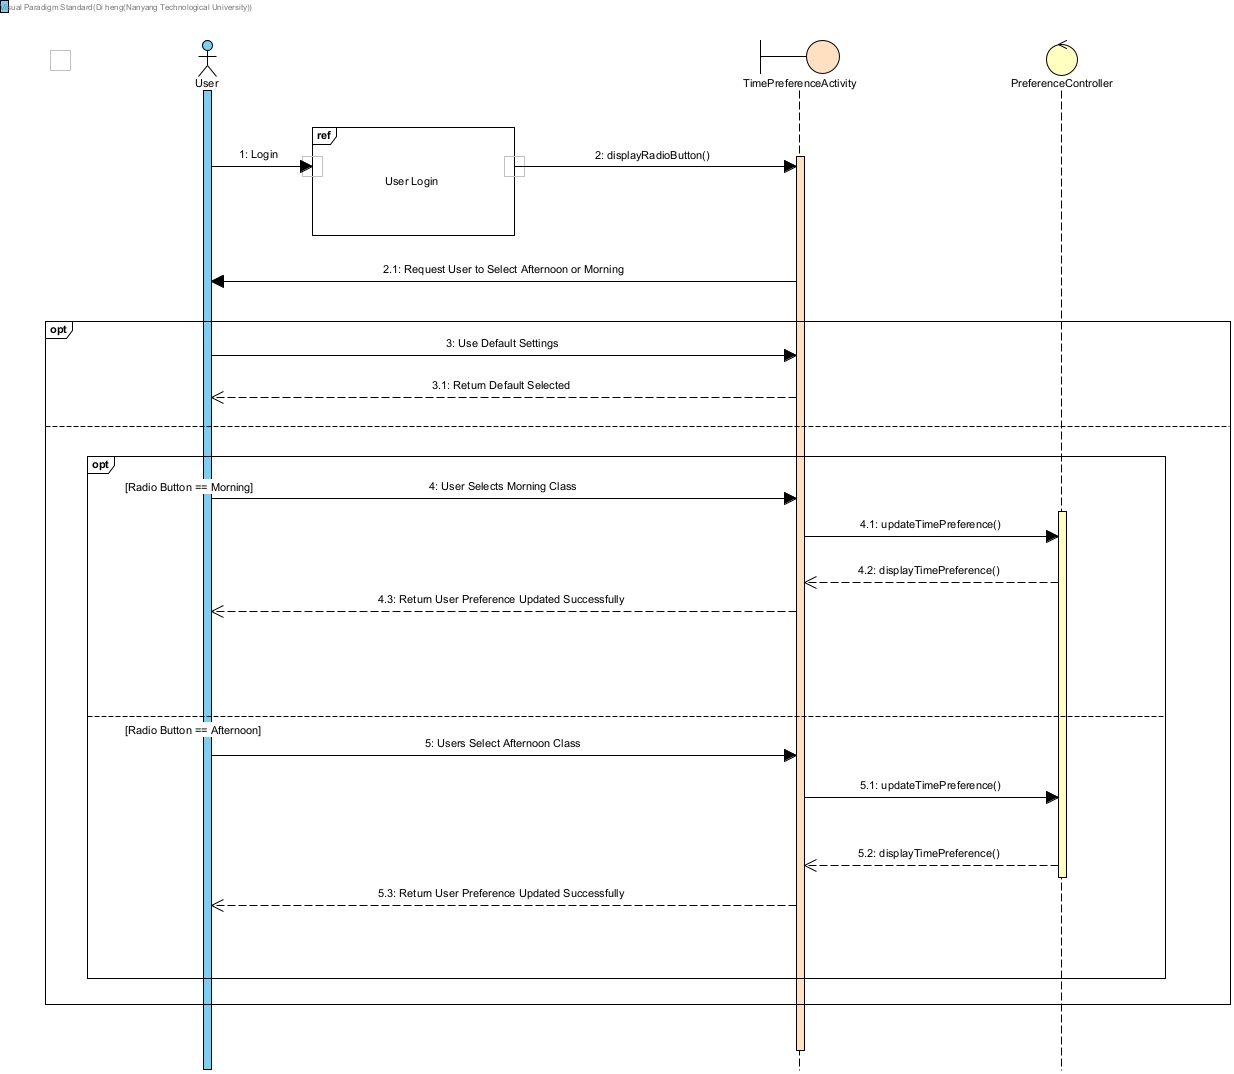 Visual Paradigm Standard(Di heng(Nanyang Technological University))
User
TimePreferenceActivity
PreferenceController
ref
1: Login
2: displayRadioButton()
User Login
2.1: Request User to Select Afternoon or Morning
opt
3: Use Default Settings
3.1: Return Default Selected
opt
[Radio Button == Morning]
4: User Selects Morning Class
4.1: updateTimePreference()
4.2: displayTimePreference()
4.3: Return User Preference Updated Successfully
[Radio Button == Afternoon]
5: Users Select Afternoon Class
5.1: updateTimePreference()
5.2: displayTimePreference()
5.3: Return User Preference Updated Successfully